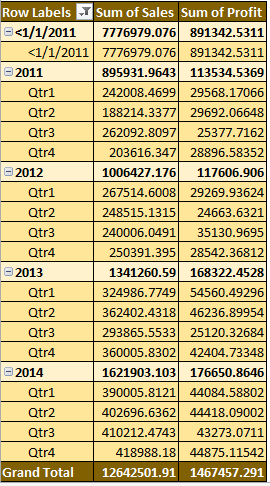 Row Labels Sum of Sales Sum of Profit
<1/1/2011 7776979.076 891342.5311
<1/1/2011 7776979.076 891342.5311
2011 895931.9643 113534.5369
Qtr1 242008.4699 29568.17066
Qtr2 188214.3377 29692.06648
Qtr3 262092.8097 25377.7162
Qtr4 203616.347 28896.58352
2012 1006427.176 117606.906
Qtr1 267514.6008 29269.93624
Qtr2 248515.1315 24663.6321
Qtr3 240006.0491 35130.9695
Qtr4 250391.395 28542.36812
2013 1341260.59 168322.4528
Qtr1 324986.7749 54560.49296
Qtr2 362402.4318 46236.89954
Qtr3 293865.5533 25120.32684
Qtr4 360005.8302 42404.73348
2014 1621903.103 176650.8646
Qtr1 390005.8121 44084.58802
Qtr2 402696.6362 44418.09002
Qtr3 410212.4743 43273.0711
Qtr4 418988.18 44875.11542
Grand Total 12642501.91 1467457.291